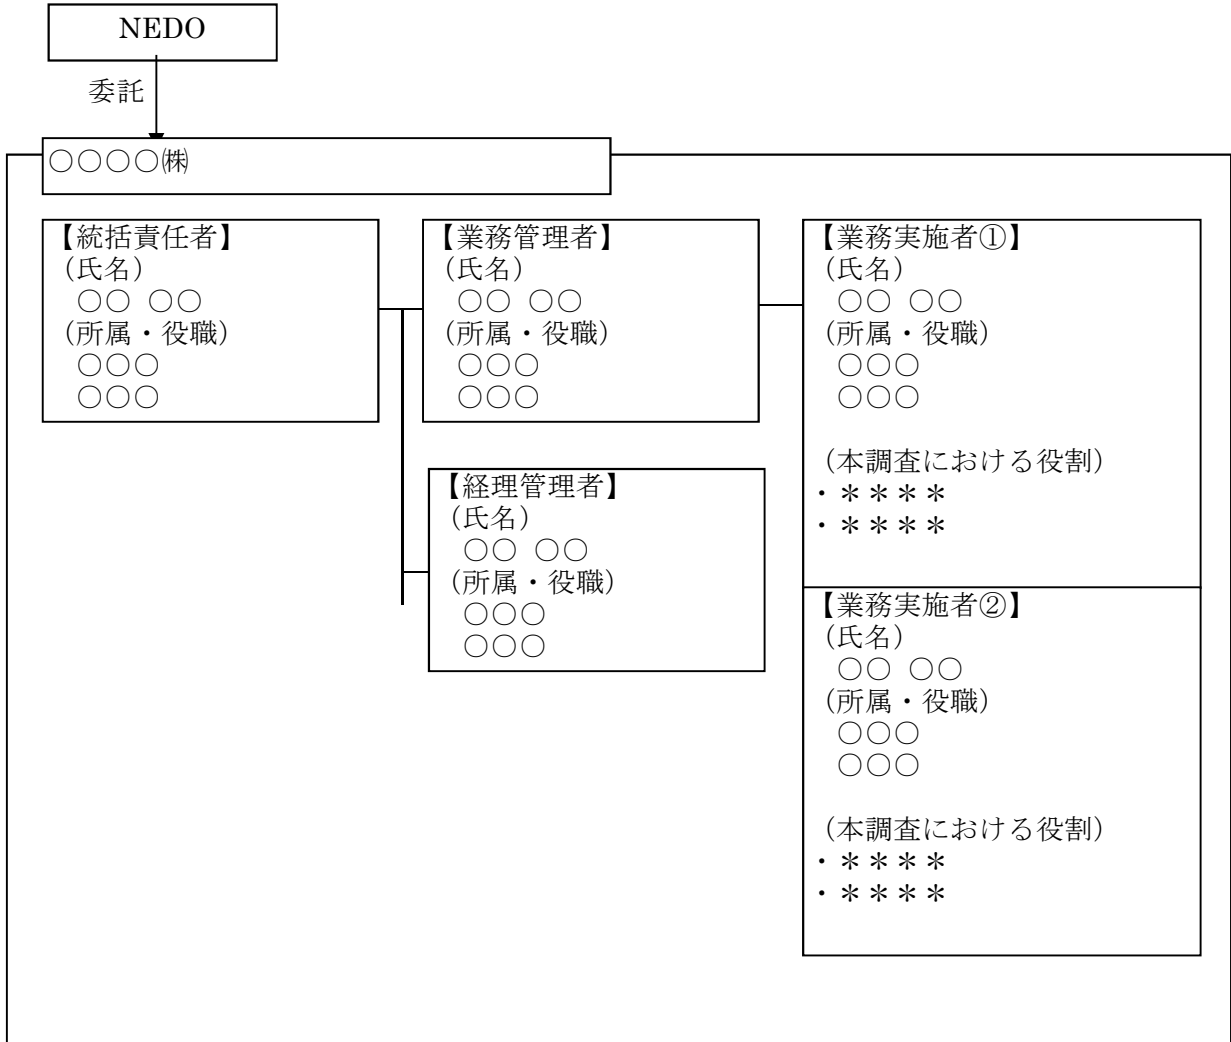 NEDO
委託
○○○○㈱
【統括責任者】
(氏名)
○○ ○○
(所属・役職)
○○○
○○○
【業務管理者】
(氏名)
○○ ○○
(所属・役職)
○○○
○○○
【経理管理者】
(氏名)
○○ ○○
(所属・役職)
○○○
○○○
【業務実施者①】
(氏名)
○○ ○○
(所属・役職)
○○○
○○○
(本調査における役割)
・＊＊＊＊
・＊＊＊＊
【業務実施者②】
(氏名)
○○ ○○
(所属・役職)
○○○
○○○
(本調査における役割)
・＊＊＊＊
・＊＊＊＊